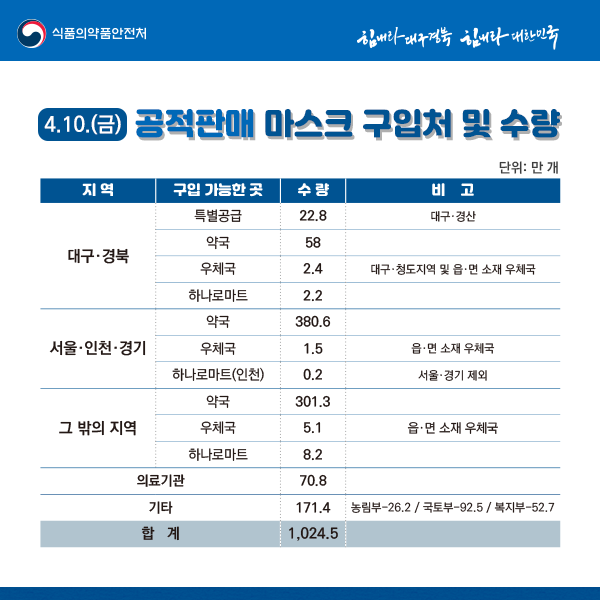 식품의약품안전처
힘내라 대구경북 힘내라 대한민국
4.10.(금) 공적판매 마스크 구입처 및 수량
단위: 만 개
지 역 구입 가능한 곳 수 량 비 고
대구·경북
특별공급 22.8 대구·경산
약국 58
우체국 2.4 대구·청도지역 및 읍·면 소재 우체국
하나로마트 2.2
서울·인천·경기
약국 380.6
우체국 1.5 읍·면 소재 우체국
하나로마트(인천) 0.2 서울·경기 제외
그 밖의 지역
약국 301.3
우체국 5.1 읍·면 소재 우체국
하나로마트 8.2
의료기관 70.8
기타 171.4 농림부-26.2 / 국토부-92.5 / 복지부-52.7
합 계 1,024.5